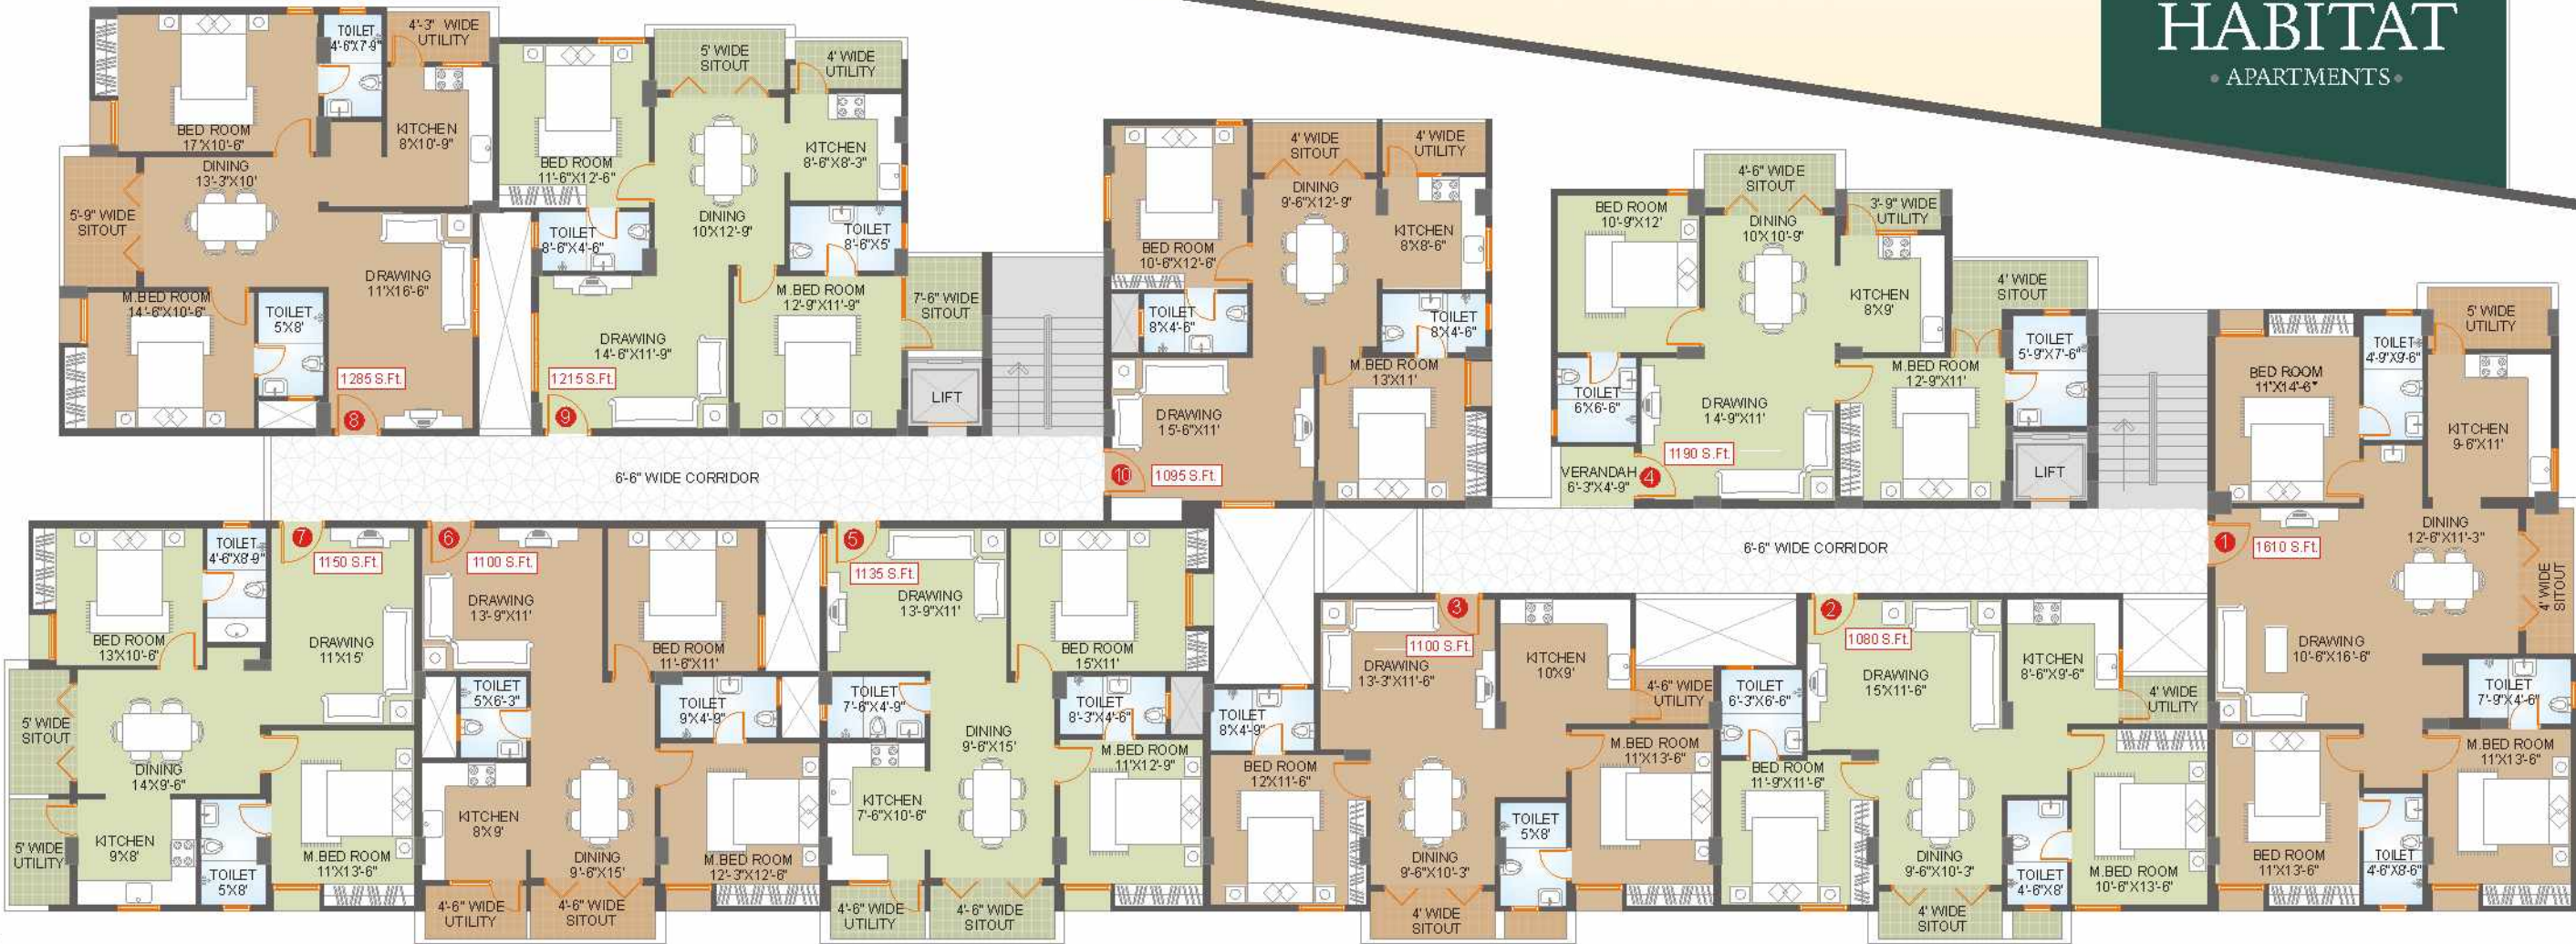 HABITAT
• APARTMENTS •
BED ROOM
17'X10'-6"
TOILET
4'-6"X7'-9"
4'-3" WIDE
UTILITY
KITCHEN
8'X10'-9"
DINING
13'-3"X10'
5'-9" WIDE
SITOUT
DRAWING
11'X16'-6"
M.BED ROOM
14'-6"X10'-6"
TOILET
5'X8'
1285 S.Ft.
8
BED ROOM
11'-6"X12'-6"
5' WIDE
SITOUT
4' WIDE
UTILITY
KITCHEN
8'-6"X8'-3"
DINING
10'X12'-9"
TOILET
8'-6"X4'-6"
TOILET
8'-6"X5'
DRAWING
14'-6"X11'-9"
M.BED ROOM
12'-9"X11'-9"
7'-6" WIDE
SITOUT
1215 S.Ft.
9
LIFT
6'-6" WIDE CORRIDOR
BED ROOM
10'-6"X12'-6"
4' WIDE
SITOUT
4' WIDE
UTILITY
DINING
9'-6"X12'-9"
KITCHEN
8'X8'-6"
TOILET
8'X4'-6"
TOILET
8'X4'-6"
M.BED ROOM
13'X11'
DRAWING
15'-6"X11'
10
1095 S.Ft.
BED ROOM
10'-9"X12'
4'-6" WIDE
SITOUT
3'-9" WIDE
UTILITY
DINING
10'X10'-9"
KITCHEN
8'X9'
4' WIDE
SITOUT
TOILET
5'-9"X7'-6"
M.BED ROOM
12'-9"X11'
TOILET
6'X6'-6"
DRAWING
14'-9"X11'
1190 S.Ft.
VERANDAH
6'-3"X4'-9"
4
LIFT
6'-6" WIDE CORRIDOR
BED ROOM
11'X14'-6"
TOILET
4'-9"X9'-6"
5' WIDE
UTILITY
KITCHEN
9'-6"X11'
DINING
12'-6"X11'-3"
1
1610 S.Ft.
4' WIDE
SITOUT
DRAWING
10'-6"X16'-6"
TOILET
7'-9"X4'-6"
M.BED ROOM
11'X13'-6"
BED ROOM
11'X13'-6"
TOILET
4'-6"X8'-6"
TOILET
4'-6"X8'-9"
7
1150 S.Ft.
BED ROOM
13'X10'-6"
DRAWING
11'X15'
5' WIDE
SITOUT
DINING
14'X9'-6"
5' WIDE
UTILITY
KITCHEN
9'X8'
TOILET
5'X8'
M.BED ROOM
11'X13'-6"
6
1100 S.Ft.
DRAWING
13'-9"X11'
BED ROOM
11'-6"X11'
TOILET
5'X6'-3"
TOILET
9'X4'-9"
KITCHEN
8'X9'
DINING
9'-6"X15'
M.BED ROOM
12'-3"X12'-6"
4'-6" WIDE
UTILITY
4'-6" WIDE
SITOUT
5
1135 S.Ft.
DRAWING
13'-9"X11'
BED ROOM
15'X11'
TOILET
7'-6"X4'-9"
TOILET
8'-3"X4'-6"
DINING
9'-6"X15'
M.BED ROOM
11'X12'-9"
KITCHEN
7'-6"X10'-6"
4'-6" WIDE
UTILITY
4'-6" WIDE
SITOUT
3
1100 S.Ft.
DRAWING
13'-3"X11'-6"
KITCHEN
10'X9'
4'-6" WIDE
UTILITY
TOILET
8'X4'-9"
BED ROOM
12'X11'-6"
M.BED ROOM
11'X13'-6"
TOILET
5'X8'
DINING
9'-6"X10'-3"
4' WIDE
SITOUT
2
1080 S.Ft.
DRAWING
15'X11'-6"
KITCHEN
8'-6"X9'-6"
4' WIDE
UTILITY
TOILET
6'-3"X6'-6"
BED ROOM
11'-9"X11'-6"
DINING
9'-6"X10'-3"
TOILET
4'-6"X8'
M.BED ROOM
10'-6"X13'-6"
4' WIDE
SITOUT